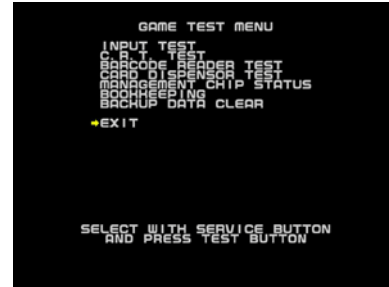 GAME TEST MENU
INPUT TEST
C.R.T. TEST
BARCODE READER TEST
CARD DISPENSOR TEST
MANAGEMENT CHIP STATUS
BOOKKEEPING
BACKUP DATA CLEAR
→EXIT
SELECT WITH SERVICE BUTTON
AND PRESS TEST BUTTON